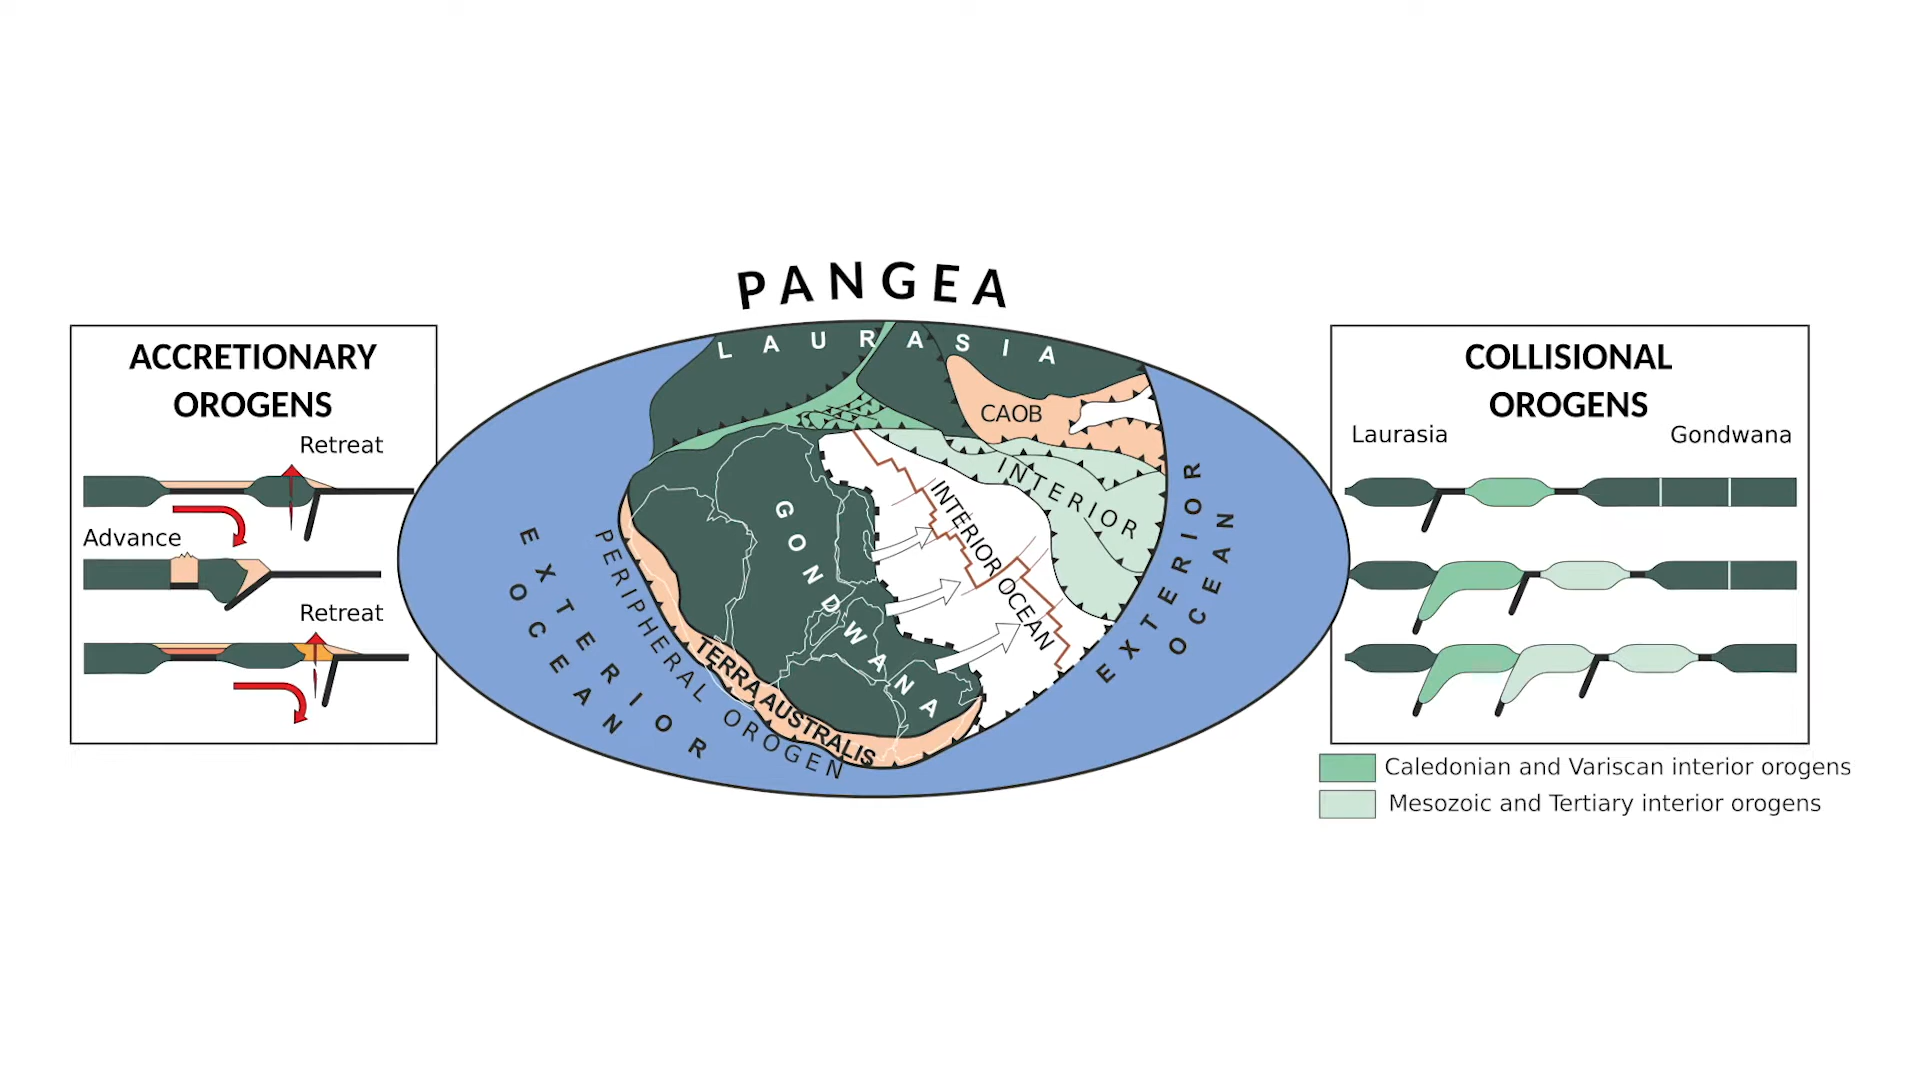 PANGEA
ACCRETIONARY
OROGENS
Retreat
Advance
Retreat
LAURASIA
CAOB
INTERIOR
INTERIOR OCEAN
GONDWANA
TERRA AUSTRALIS
PERIPHERAL OROGEN
EXTERIOR
OCEAN
EXTERIOR
OCEAN
COLLISIONAL
OROGENS
Laurasia Gondwana
Caledonian and Variscan interior orogens
Mesozoic and Tertiary interior orogens